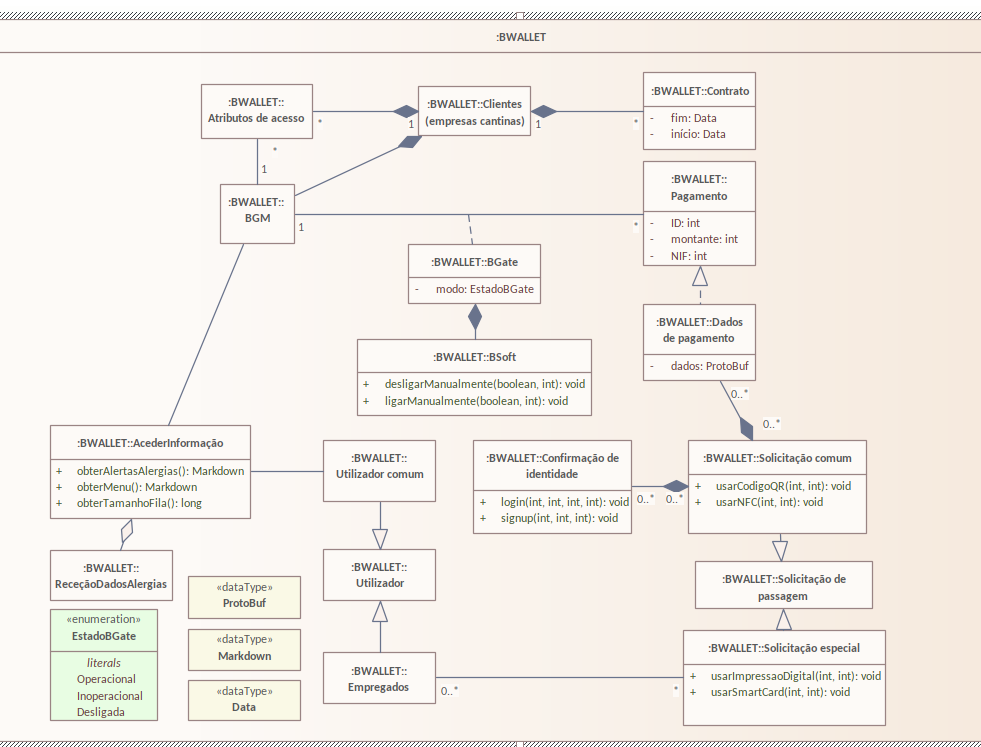 :BWALLET
:BWALLET::
Atributos de acesso
*
1
:BWALLET::Clientes
(empresas cantinas)
1
*
:BWALLET::Contrato
- fim: Data
- início: Data
*
1
:BWALLET::
BGM
1
*
:BWALLET::
Pagamento
- ID: int
- montante: int
- NIF: int
:BWALLET::BGate
- modo: EstadoBGate
:BWALLET::BSoft
+ desligarManualmente(boolean, int): void
+ ligarManualmente(boolean, int): void
:BWALLET::Dados
de pagamento
- dados: ProtoBuf
0..*
0..*
:BWALLET::AcederInformação
+ obterAlertasAlergias(): Markdown
+ obterMenu(): Markdown
+ obterTamanhoFila(): long
:BWALLET::
Utilizador comum
:BWALLET::Confirmação de
identidade
+ login(int, int, int, int): void
+ signup(int, int, int): void
0..*
0..*
:BWALLET::Solicitação comum
+ usarCodigoQR(int, int): void
+ usarNFC(int, int): void
:BWALLET::
ReceçãoDadosAlergias
:BWALLET::
Utilizador
:BWALLET::Solicitação de
passagem
«enumeration»
EstadoBGate
literals
Operacional
Inoperacional
Desligada
«dataType»
ProtoBuf
«dataType»
Markdown
«dataType»
Data
:BWALLET::
Empregados
0..*
*
:BWALLET::Solicitação especial
+ usarImpressaoDigital(int, int): void
+ usarSmartCard(int, int): void